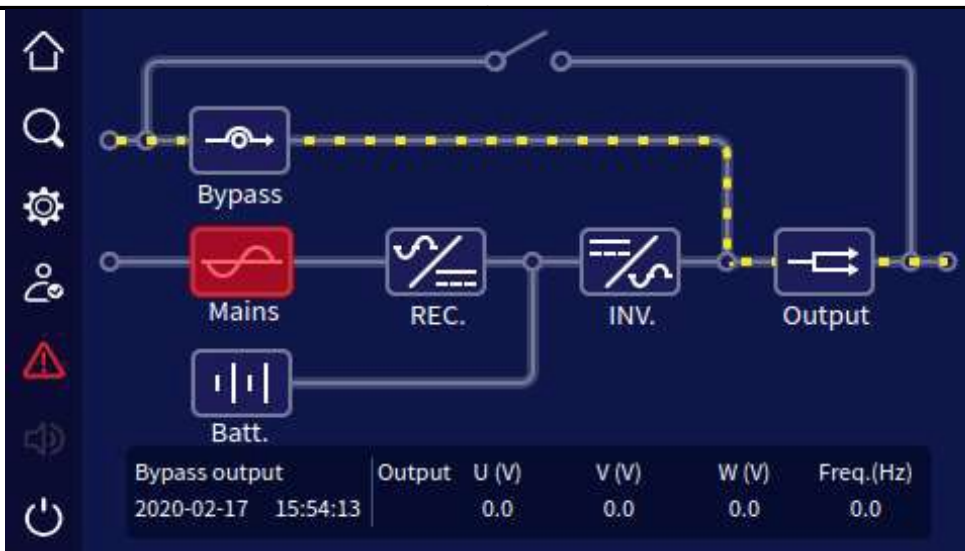 Bypass
Mains
REC.
INV.
Output
Batt.
Bypass output
2020-02-17 15:54:13
Output U (V) V (V) W (V) Freq.(Hz)
0.0 0.0 0.0 0.0